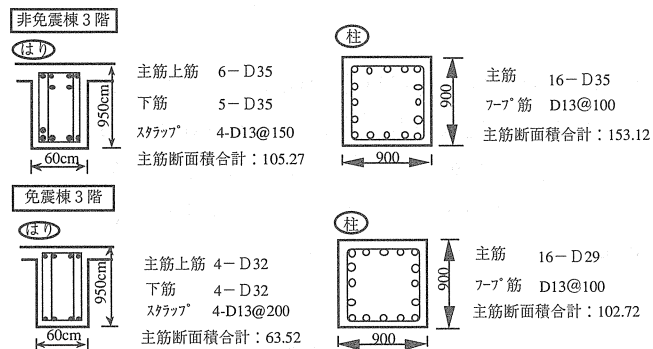 非免震棟3階
はり
950cm
60cm
主筋上筋 6-D35
下筋 5-D35
スタラップ 4-D13@150
主筋断面積合計:105.27
柱
900
900
主筋 16-D35
フープ筋 D13@100
主筋断面積合計:153.12
免震棟3階
はり
950cm
60cm
主筋上筋 4-D32
下筋 4-D32
スタラップ 4-D13@200
主筋断面積合計:63.52
柱
900
900
主筋 16-D29
フープ筋 D13@100
主筋断面積合計:102.72